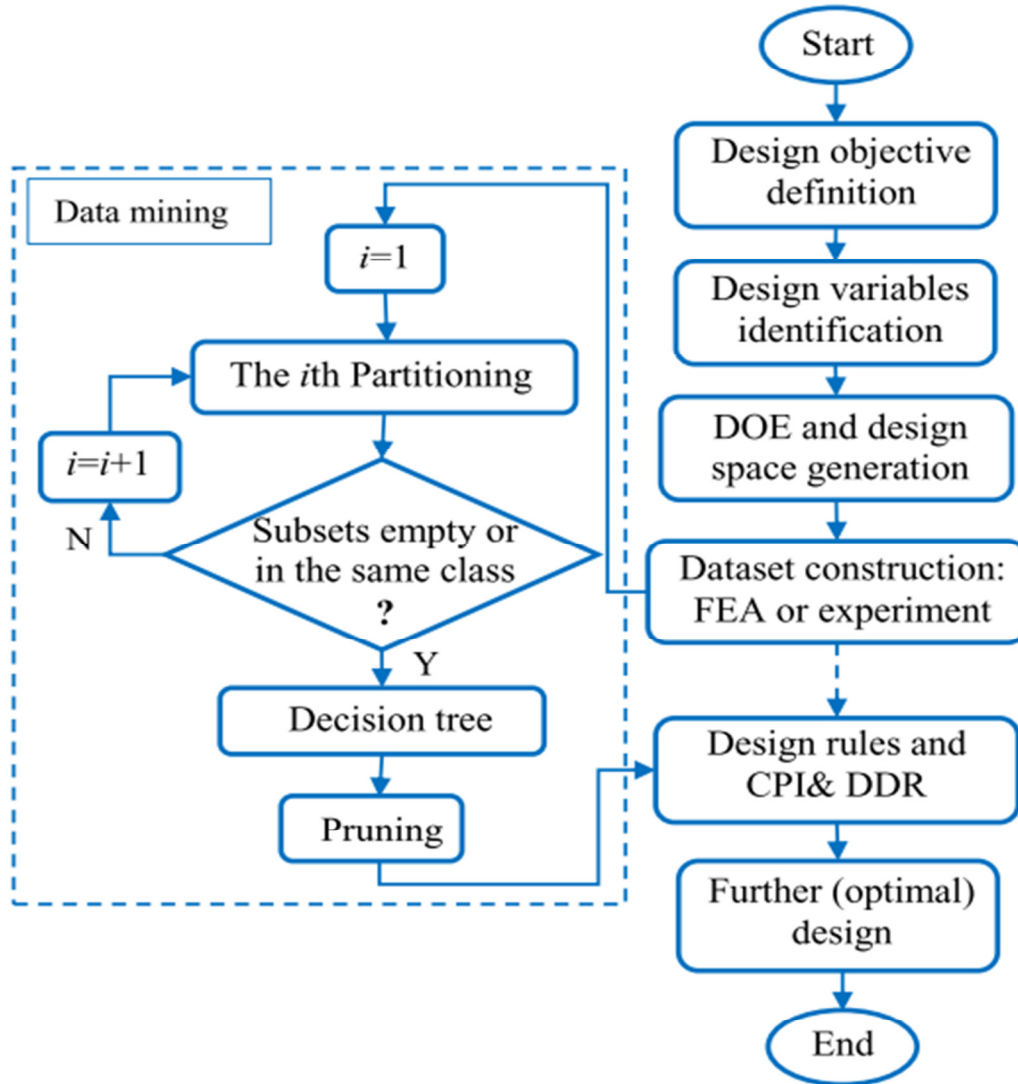 Start
Design objective
definition
Design variables
identification
DOE and design
space generation
Dataset construction:
FEA or experiment
Data mining
i=1
The ith Partitioning
i=i+1
N
Subsets empty or
in the same class
?
Y
Decision tree
Pruning
Design rules and
CPI& DDR
Further (optimal)
design
End